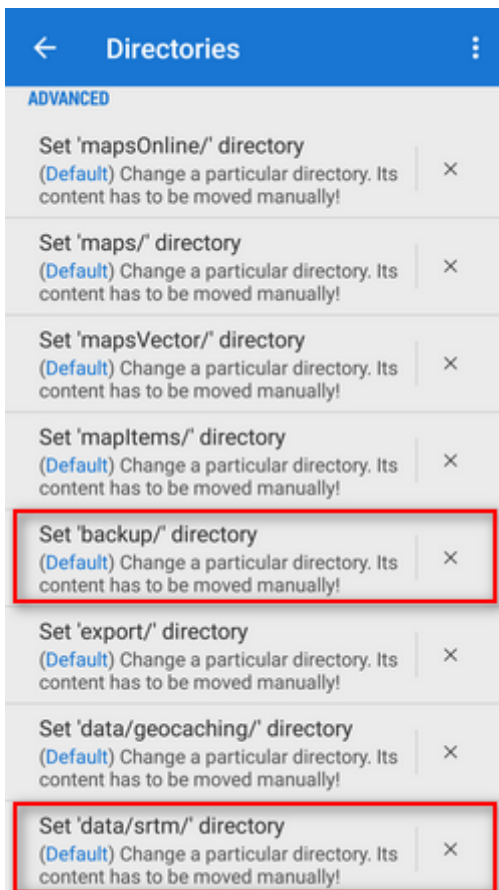 Directories
ADVANCED
Set 'mapsOnline/' directory
(Default) Change a particular directory. Its
content has to be moved manually!
Set 'maps/' directory
(Default) Change a particular directory. Its
content has to be moved manually!
Set 'mapsVector/' directory
(Default) Change a particular directory. Its
content has to be moved manually!
Set 'mapItems/' directory
(Default) Change a particular directory. Its
content has to be moved manually!
Set 'backup/' directory
(Default) Change a particular directory. Its
content has to be moved manually!
Set 'export/' directory
(Default) Change a particular directory. Its
content has to be moved manually!
Set 'data/geocaching/' directory
(Default) Change a particular directory. Its
content has to be moved manually!
Set 'data/srtm/' directory
(Default) Change a particular directory. Its
content has to be moved manually!